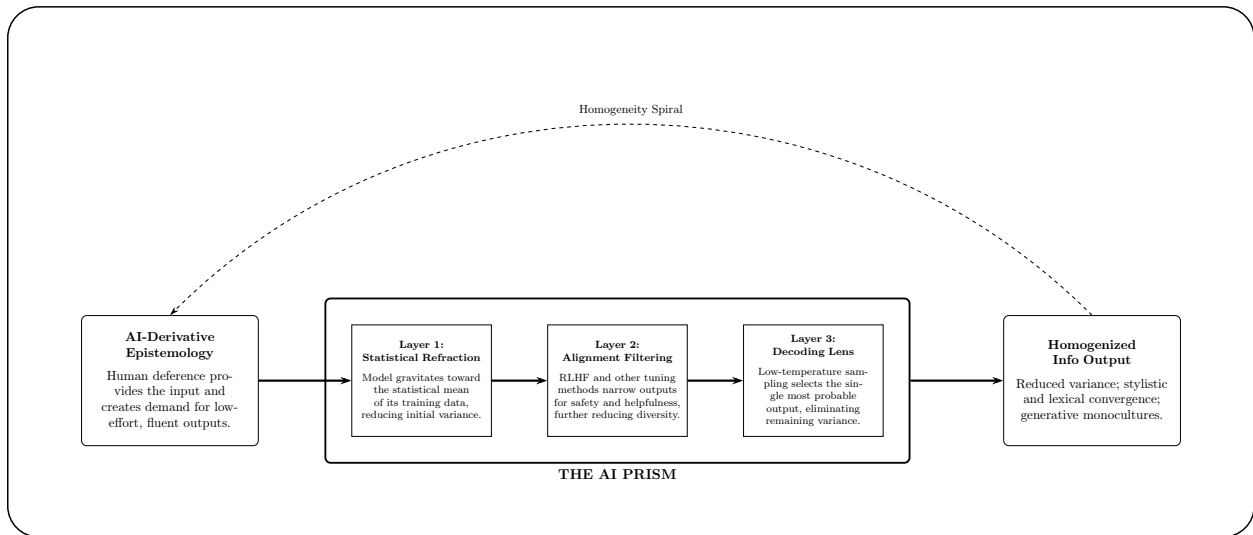 Homogeneity Spiral
AI-Derivative
Epistemology
Human deference pro-
vides the input and
creates demand for low-
effort, fluent outputs.
Layer 1:
Statistical Refraction
Model gravitates toward
the statistical mean
of its training data,
reducing initial variance.
Layer 2:
Alignment Filtering
RLHF and other tuning
methods narrow outputs
for safety and helpfulness,
further reducing diversity.
Layer 3:
Decoding Lens
Low-temperature sam-
pling selects the sin-
gle most probable
output, eliminating
remaining variance.
Homogenized
Info Output
Reduced variance; stylistic
and lexical convergence;
generative monocultures.
THE AI PRISM